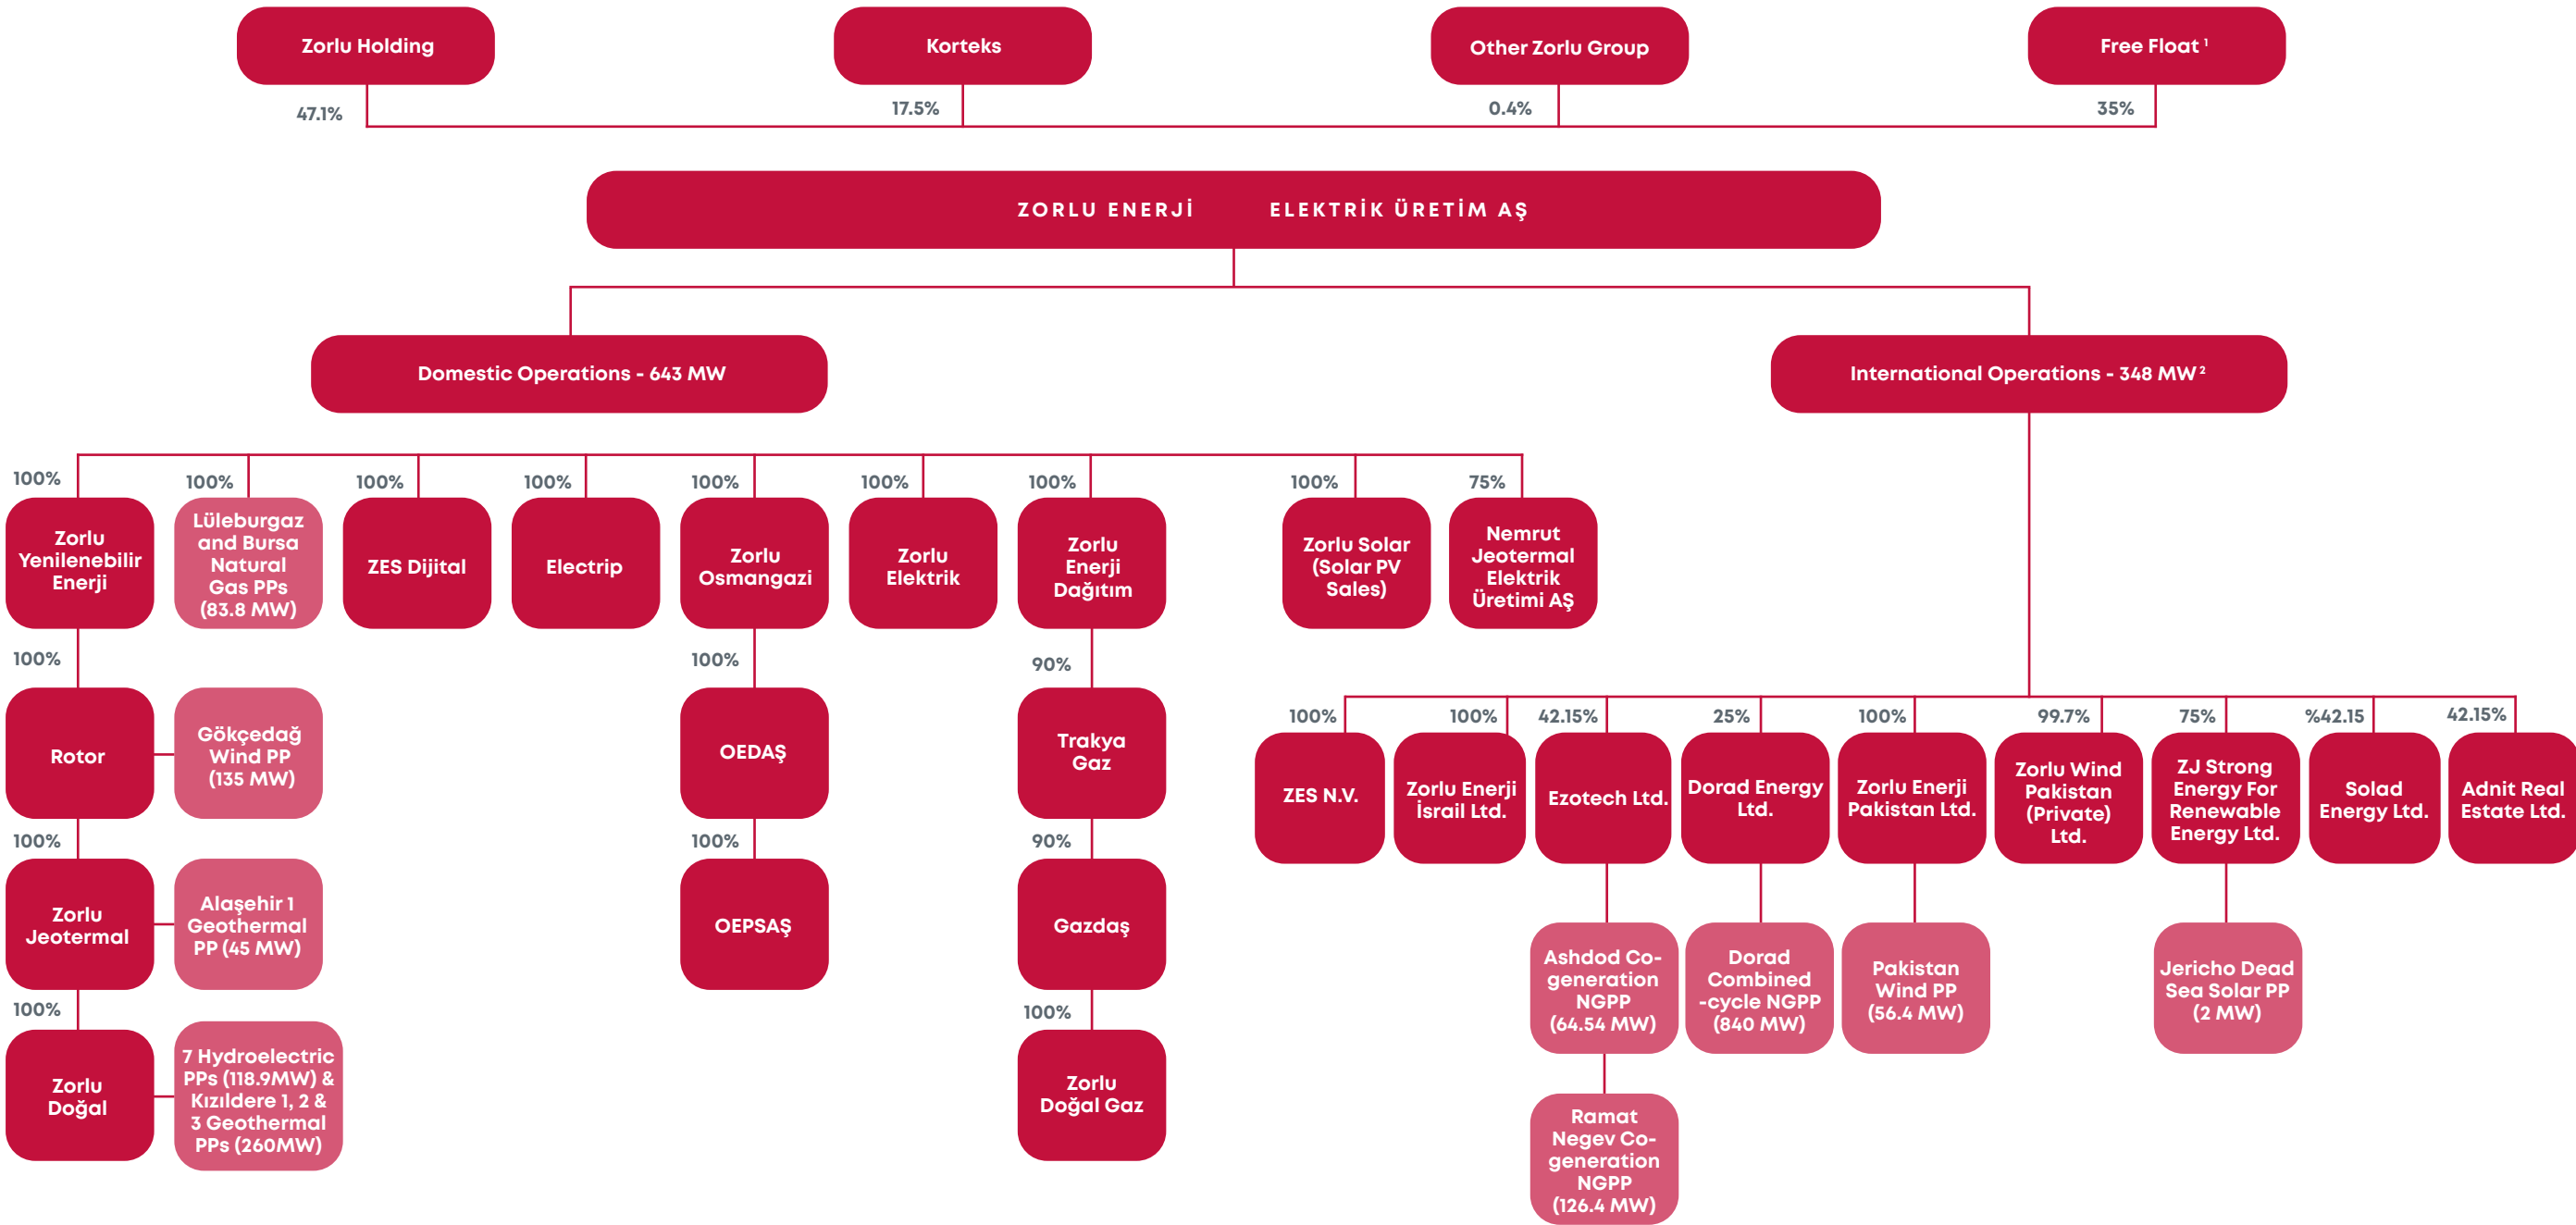 Zorlu Holding
Korteks
Other Zorlu Group
Free Float ¹
47.1%
17.5%
0.4%
35%
ZORLU ENERJİ ELEKTRİK ÜRETİM AŞ
Domestic Operations - 643 MW
International Operations - 348 MW ²
100%
100%
100%
100%
100%
100%
100%
100%
75%
Zorlu
Yenilenebilir
Enerji
Lüleburgaz
and Bursa
Natural
Gas PPs
(83.8 MW)
ZES Dijital
Electrip
Zorlu
Osmangazi
Zorlu
Elektrik
Zorlu
Enerji
Dağıtım
Zorlu Solar
(Solar PV
Sales)
Nemrut
Jeotermal
Elektrik
Üretimi AŞ
100%
100%
90%
Rotor
Gökçedağ
Wind PP
(135 MW)
OEDAŞ
Trakya
Gaz
100%
100%
90%
Zorlu
Jeotermal
Alaşehir 1
Geothermal
PP (45 MW)
OEPSAŞ
Gazdaş
100%
100%
Zorlu
Doğal
7 Hydroelectric
PPs (118.9MW) &
Kızıldere 1, 2 &
3 Geothermal
PPs (260MW)
Zorlu
Doğal Gaz
100%
100%
42.15%
25%
100%
99.7%
75%
%42.15
42.15%
ZES N.V.
Zorlu Enerji
İsrail Ltd.
Ezotech Ltd.
Dorad Energy
Ltd.
Zorlu Enerji
Pakistan Ltd.
Zorlu Wind
Pakistan
(Private)
Ltd.
ZJ Strong
Energy For
Renewable
Energy Ltd.
Solad
Energy Ltd.
Adnit Real
Estate Ltd.
Ashdod Co-
generation
NGPP
(64.54 MW)
Dorad
Combined
-cycle NGPP
(840 MW)
Pakistan
Wind PP
(56.4 MW)
Jericho Dead
Sea Solar PP
(2 MW)
Ramat
Negev Co-
generation
NGPP
(126.4 MW)